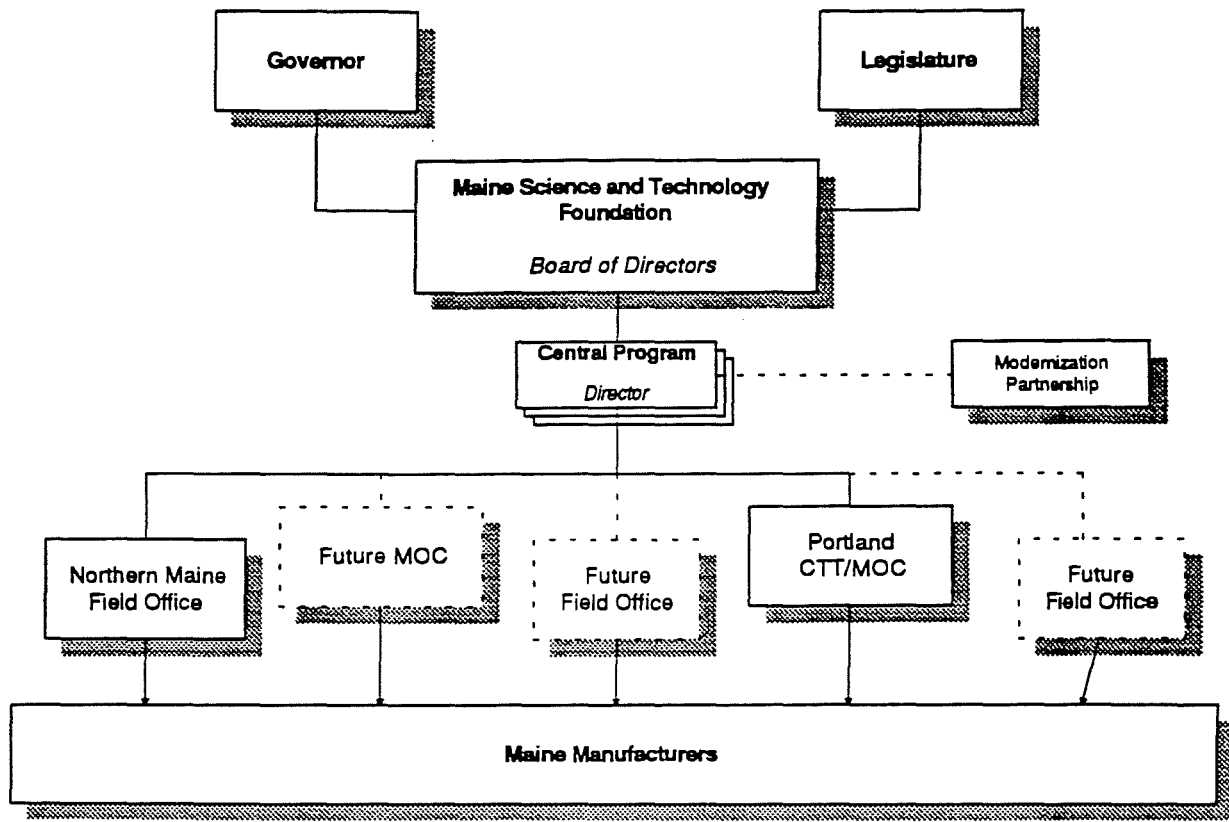 Governor
Legislature
Maine Science and Technology
Foundation
Board of Directors
Central Program
Director
Modernization
Partnership
Northern Maine
Field Office
Future MOC
Future
Field Office
Portland
CTT/MOC
Future
Field Office
Maine Manufacturers